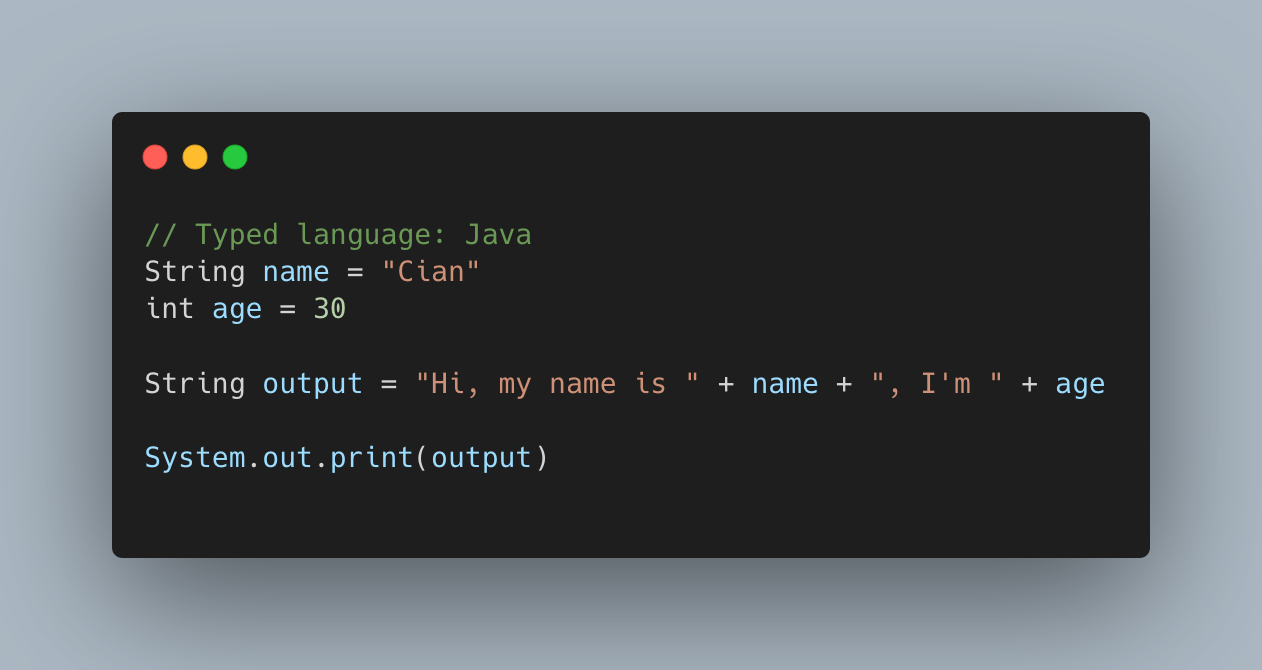 // Typed language: Java
String name = "Cian"
int age = 30
String output = "Hi, my name is " + name + ", I'm " + age
System.out.print(output)